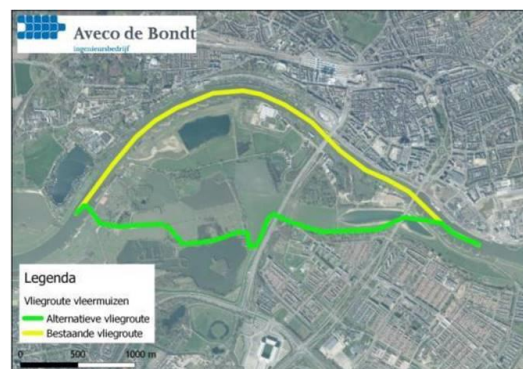 Aveco de Bondt
ingenieursbedrijf
Legenda
Vliegroute vleermuizen
Alternatieve vliegroute
Bestaande vliegroute
0 500 1000 m